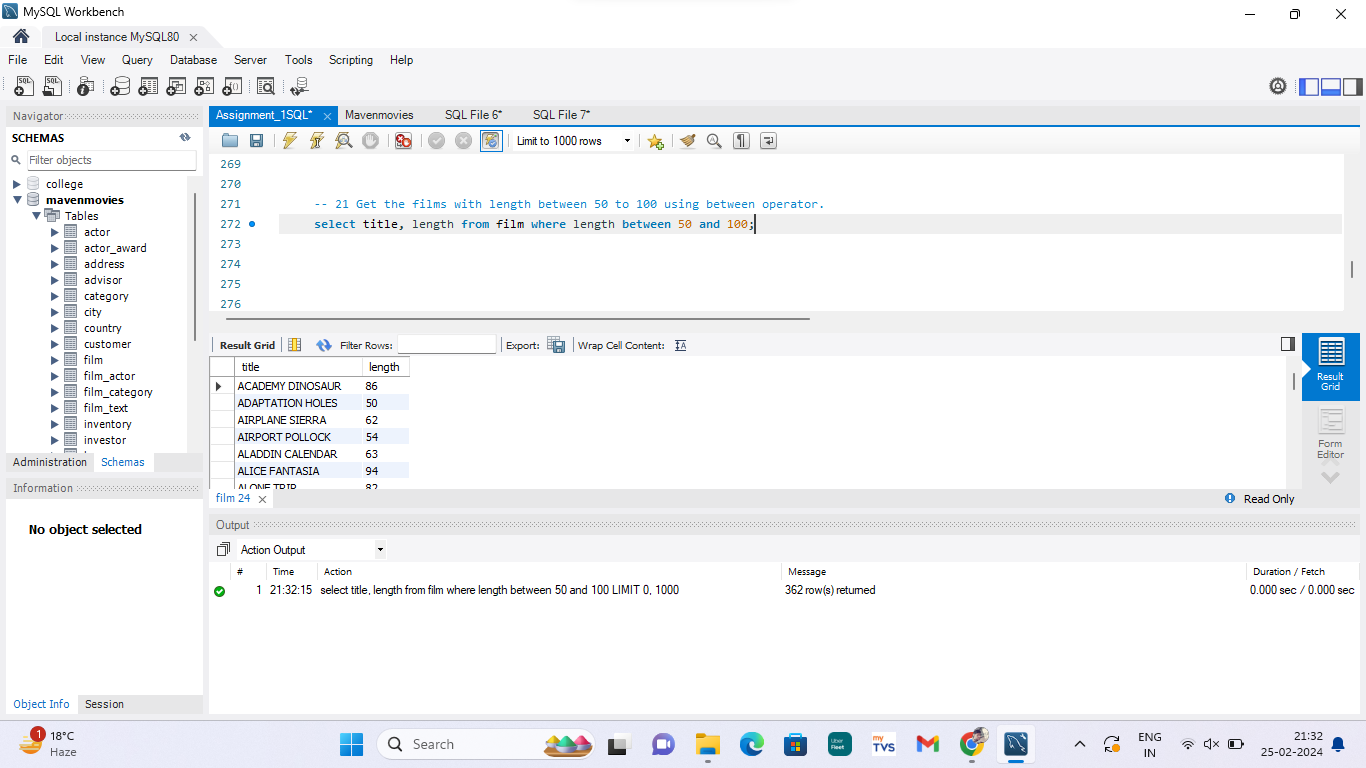 MySQL Workbench
Local instance MySQL80
File Edit View Query Database Server Tools Scripting Help
Navigator
SCHEMAS
Filter objects
college
mavenmovies
Tables
actor
actor_award
address
advisor
category
city
country
customer
film
film_actor
film_category
film_text
inventory
investor
Administration Schemas
Information
No object selected
Object Info Session
Assignment_1SQL* Mavenmovies SQL File 6* SQL File 7*
Limit to 1000 rows
269
270
271 -- 21 Get the films with length between 50 to 100 using between operator.
272 select title, length from film where length between 50 and 100;
273
274
275
276
Result Grid Filter Rows: Export: Wrap Cell Content:
title length
ACADEMY DINOSAUR 86
ADAPTATION HOLES 50
AIRPLANE SIERRA 62
AIRPORT POLLOCK 54
ALADDIN CALENDAR 63
ALICE FANTASIA 94
ALONE TRIP 82
Result
Grid
Form
Editor
film 24
Read Only
Output
Action Output
# Time Action Message Duration / Fetch
1 21:32:15 select title, length from film where length between 50 and 100 LIMIT 0, 1000 362 row(s) returned 0.000 sec / 0.000 sec
1
18°C
Haze
Search
Uber
Fleet
my
TVS
ENG
IN
21:32
25-02-2024